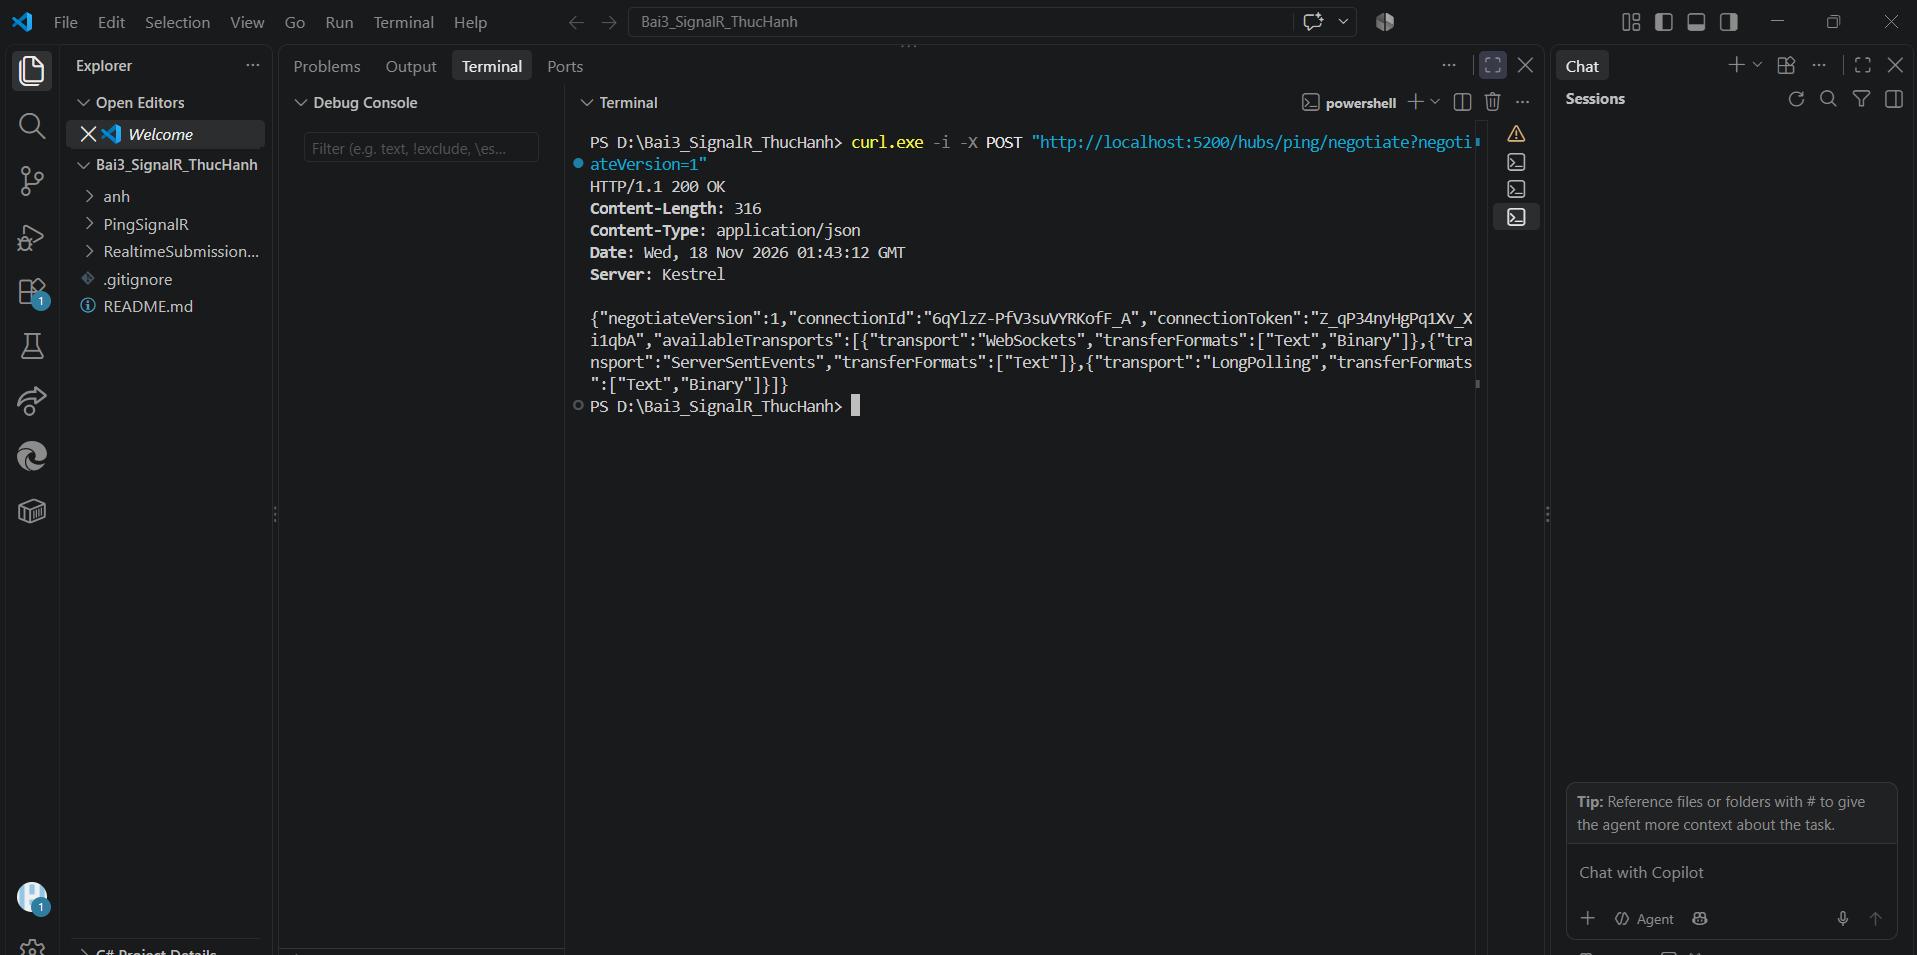 File Edit Selection View Go Run Terminal Help
Bai3_SignalR_ThucHanh
Explorer
Open Editors
Welcome
Bai3_SignalR_ThucHanh
anh
PingSignalR
RealtimeSubmission...
.gitignore
README.md
1
1
Problems Output Terminal Ports
Debug Console
Filter (e.g. text, !exclude, \es...
Terminal
powershell
PS D:\Bai3_SignalR_ThucHanh> curl.exe -i -X POST "http://localhost:5200/hubs/ping/negotiate?negoti
ateVersion=1"
HTTP/1.1 200 OK
Content-Length: 316
Content-Type: application/json
Date: Wed, 18 Nov 2026 01:43:12 GMT
Server: Kestrel
{"negotiateVersion":1,"connectionId":"6qYlzZ-PfV3suVYRKofF_A","connectionToken":"Z_qP34nyHgPq1Xv_X
i1qbA","availableTransports":[{"transport":"WebSockets","transferFormats":["Text","Binary"]},{"tra
nsport":"ServerSentEvents","transferFormats":["Text"]},{"transport":"LongPolling","transferFormats
":["Text","Binary"]}]}
PS D:\Bai3_SignalR_ThucHanh>
Chat
Sessions
Tip: Reference files or folders with # to give
the agent more context about the task.
Chat with Copilot
Agent
C# Project Details